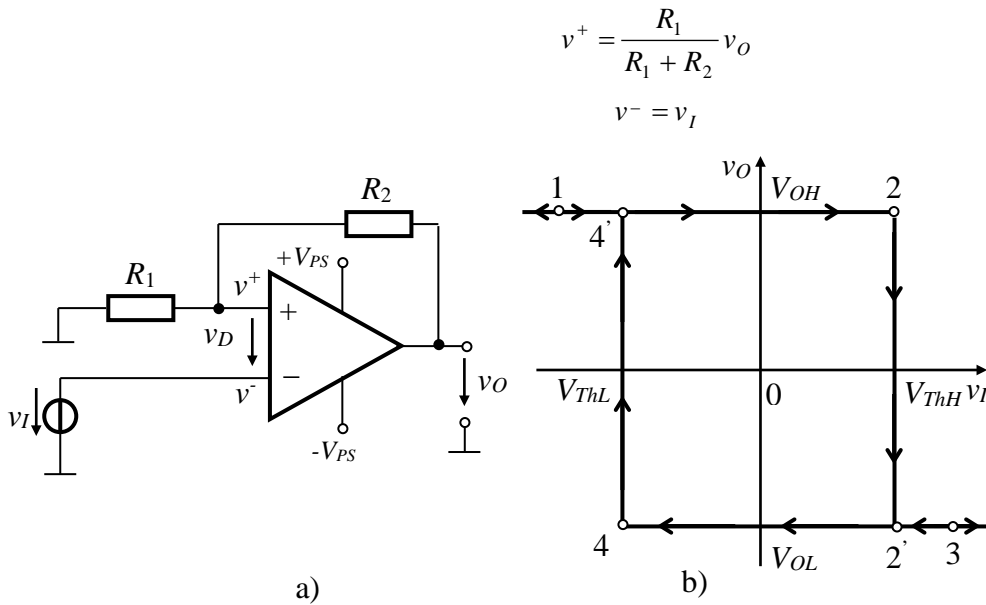 v⁺ = R₁ / (R₁ + R₂) v_O
v⁻ = v_I
R₂
+V_PS
R₁
v⁺
+
v_D
v⁻
−
v_I
v_O
-V_PS
a)
v_O
1
V_OH
2
4'
V_ThL
0
V_ThH v_I
4
V_OL
2'
3
b)